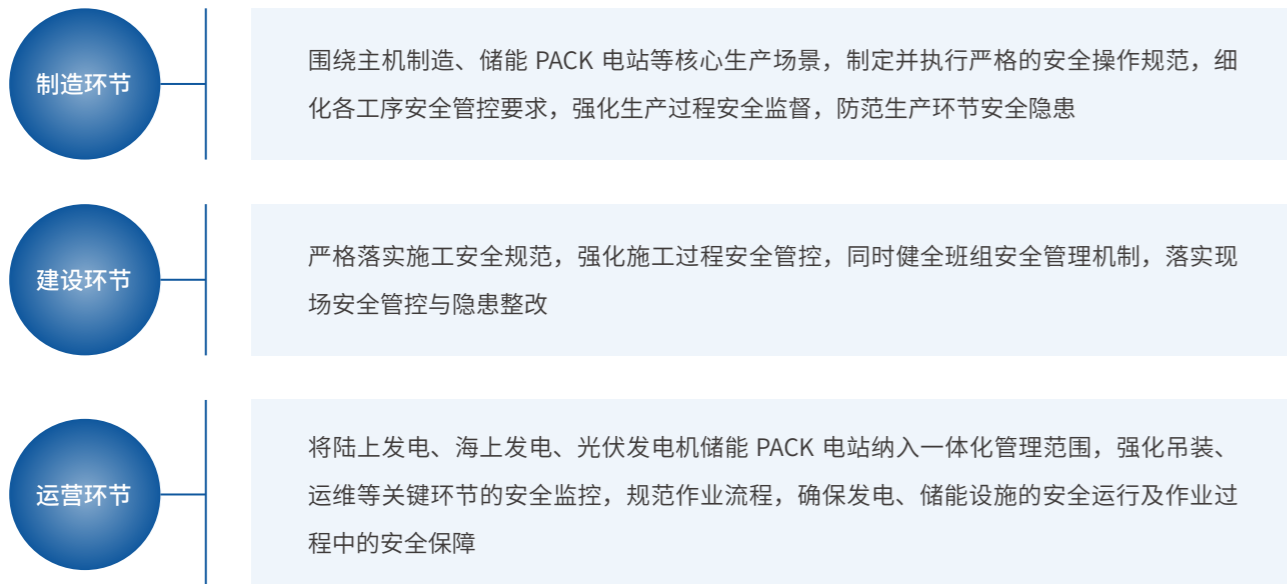 制造环节
围绕主机制造、储能 PACK 电站等核心生产场景，制定并执行严格的安全操作规范，细
化各工序安全管控要求，强化生产过程安全监督，防范生产环节安全隐患
建设环节
严格落实施工安全规范，强化施工过程安全管控，同时健全班组安全管理机制，落实现
场安全管控与隐患整改
运营环节
将陆上发电、海上发电、光伏发电机储能 PACK 电站纳入一体化管理范围，强化吊装、
运维等关键环节的安全监控，规范作业流程，确保发电、储能设施的安全运行及作业过
程中的安全保障